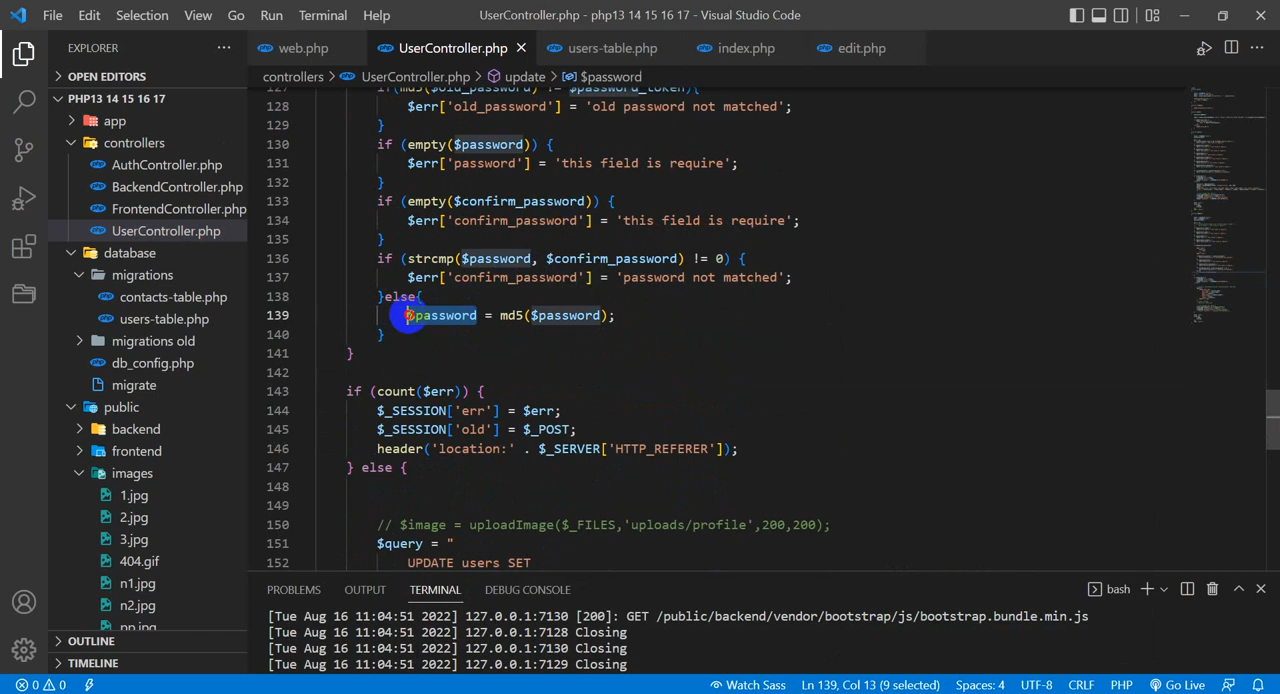 File Edit Selection View Go Run Terminal Help UserController.php - php13 14 15 16 17 - Visual Studio Code
EXPLORER ···
web.php UserController.php × users-table.php index.php edit.php
OPEN EDITORS
controllers > UserController.php > update > $password
PHP13 14 15 16 17
app
controllers
AuthController.php
BackendController.php
FrontendController.php
UserController.php
database
migrations
contacts-table.php
users-table.php
migrations old
db_config.php
migrate
public
backend
frontend
images
1.jpg
2.jpg
3.jpg
404.gif
n1.jpg
n2.jpg
OUTLINE
TIMELINE
128 $err['old_password'] = 'old password not matched';
129 }
130 if (empty($password)) {
131 $err['password'] = 'this field is require';
132 }
133 if (empty($confirm_password)) {
134 $err['confirm_password'] = 'this field is require';
135 }
136 if (strcmp($password, $confirm_password) != 0) {
137 $err['confirm_password'] = 'password not matched';
138 }else{
139 $password = md5($password);
140 }
141 }
142
143 if (count($err)) {
144 $_SESSION['err'] = $err;
145 $_SESSION['old'] = $_POST;
146 header('location:' . $_SERVER['HTTP_REFERER']);
147 } else {
148
149
150 // $image = uploadImage($_FILES,'uploads/profile',200,200);
151 $query = "
152 UPDATE users SET
PROBLEMS OUTPUT TERMINAL DEBUG CONSOLE bash
[Tue Aug 16 11:04:51 2022] 127.0.0.1:7130 [200]: GET /public/backend/vendor/bootstrap/js/bootstrap.bundle.min.js
[Tue Aug 16 11:04:51 2022] 127.0.0.1:7128 Closing
[Tue Aug 16 11:04:51 2022] 127.0.0.1:7130 Closing
[Tue Aug 16 11:04:51 2022] 127.0.0.1:7129 Closing
0 0 Watch Sass Ln 139, Col 13 (9 selected) Spaces: 4 UTF-8 CRLF PHP Go Live